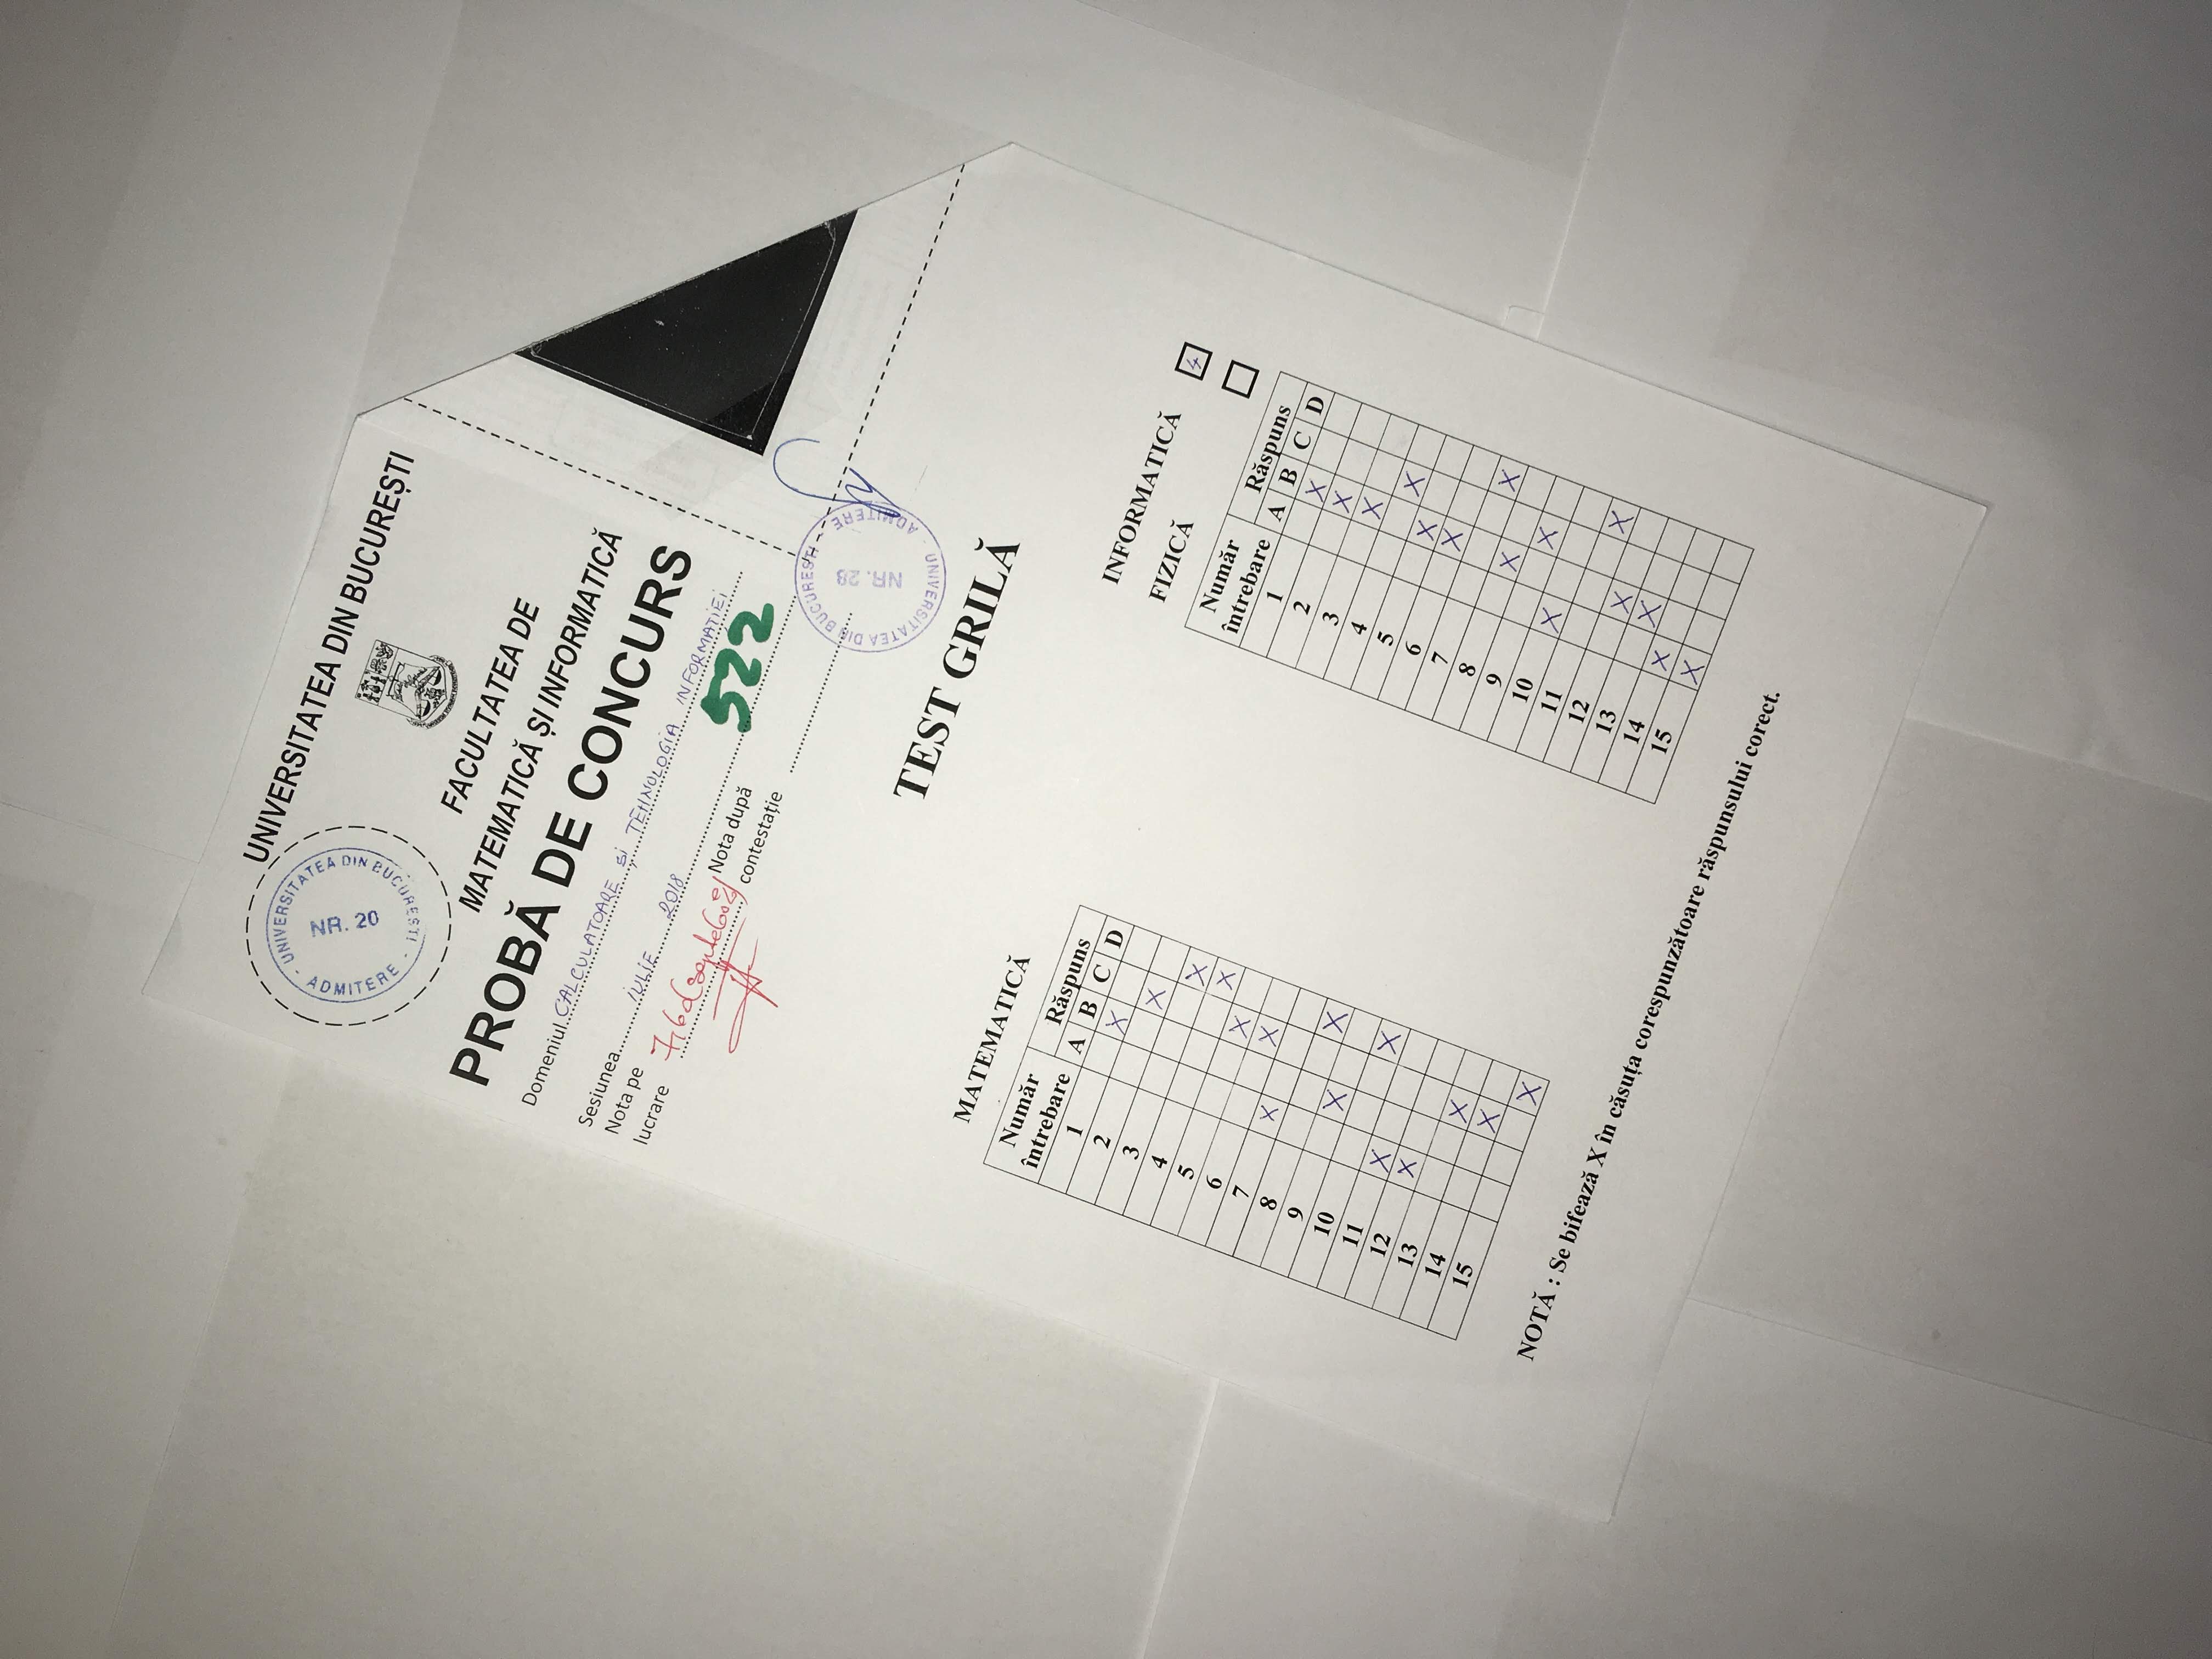 UNIVERSITATEA DIN BUCUREȘTI
UNIVERSITATEA DIN BUCUREȘTI - ADMITERE -
NR. 20
FACULTATEA DE
MATEMATICĂ ȘI INFORMATICĂ
PROBĂ DE CONCURS
Domeniul CALCULATOARE și TEHNOLOGIA INFORMAȚIEI
Sesiunea IULIE 2018
Nota pe lucrare 7,60
Nota după contestație
522
UNIVERSITATEA DIN BUCURESTI - ADMITERE -
NR. 28
TEST GRILĂ
MATEMATICĂ
Număr întrebare Răspuns
A B C D
1 X
2 X
3 X
4 X
5 X
6 X
7 X
8 X
9 X
10 X
11 X
12 X
13 X
14 X
15 X
INFORMATICĂ
FIZICĂ
Număr întrebare Răspuns
A B C D
1 X
2 X
3 X
4 X
5 X
6 X
7 X
8 X
9 X
10 X
11 X
12 X
13 X
14 X
15 X
NOTĂ : Se bifează X în căsuța corespunzătoare răspunsului corect.